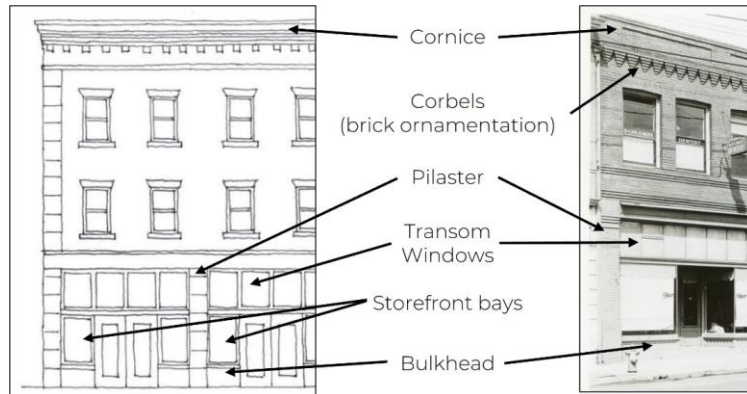 Cornice
Corbels
(brick ornamentation)
Pilaster
Transom
Windows
Storefront bays
Bulkhead